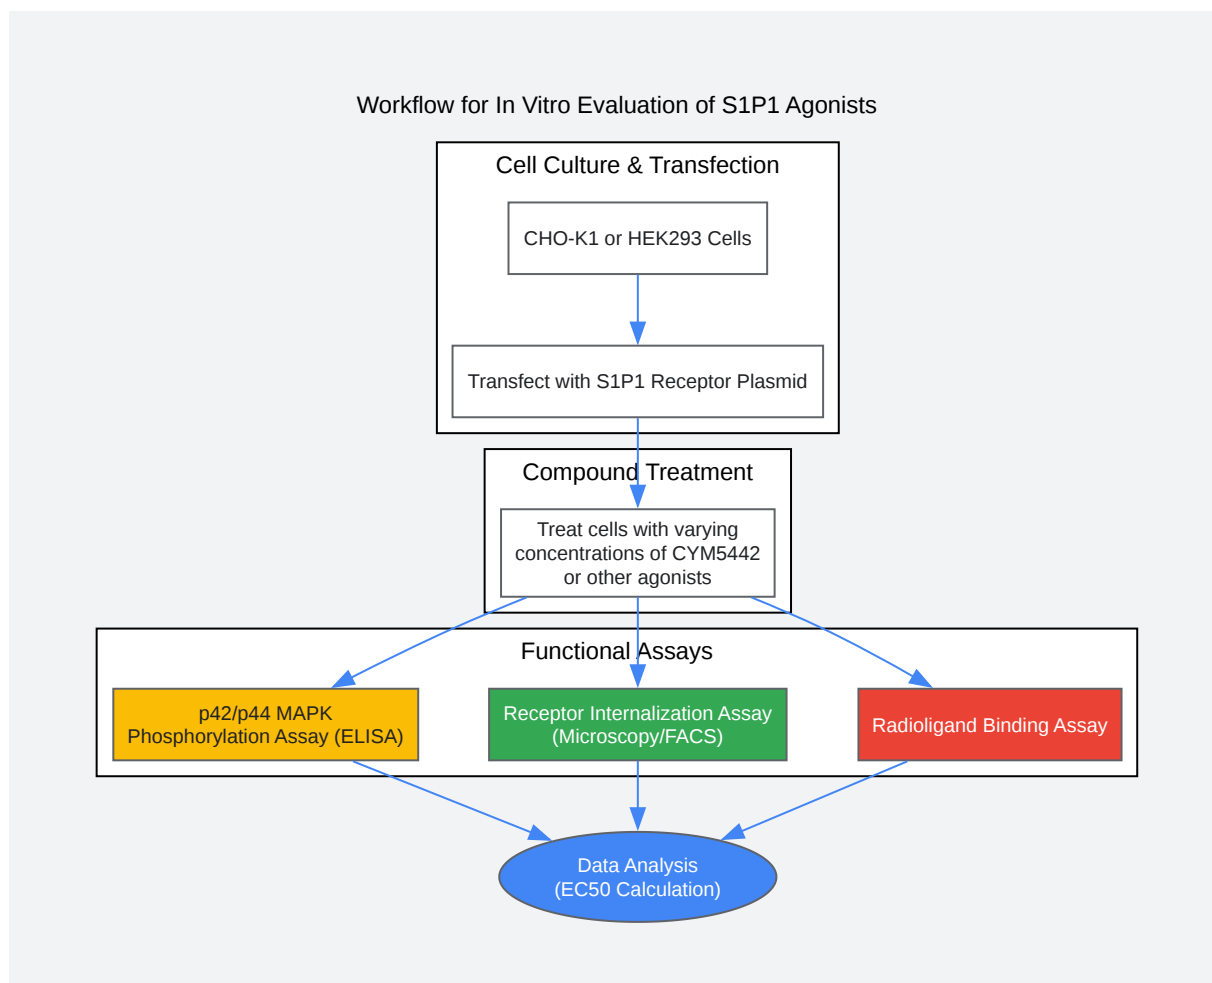 Workflow for In Vitro Evaluation of S1P1 Agonists
Cell Culture & Transfection
CHO-K1 or HEK293 Cells
Transfect with S1P1 Receptor Plasmid
Compound Treatment
Treat cells with varying
concentrations of CYM5442
or other agonists
Functional Assays
p42/p44 MAPK
Phosphorylation Assay (ELISA)
Receptor Internalization Assay
(Microscopy/FACS)
Radioligand Binding Assay
Data Analysis
(EC50 Calculation)